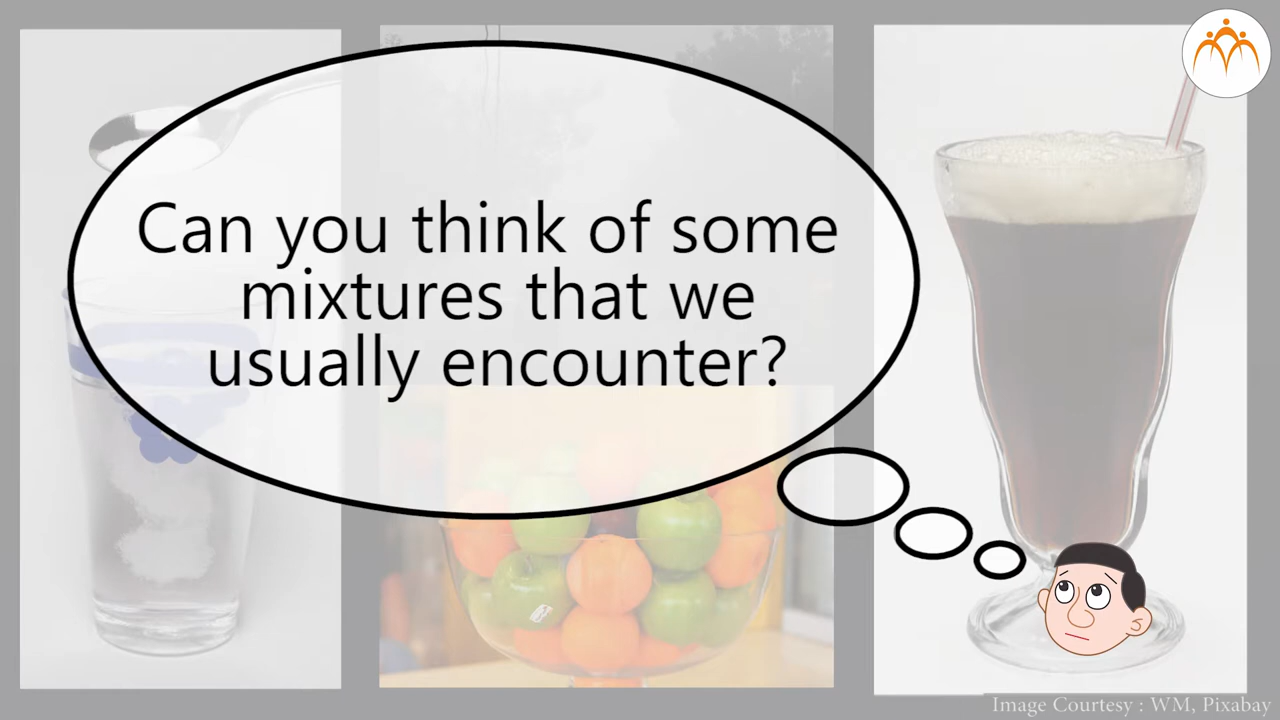 Can you think of some
mixtures that we
usually encounter?
Image Courtesy : WM, Pixabay